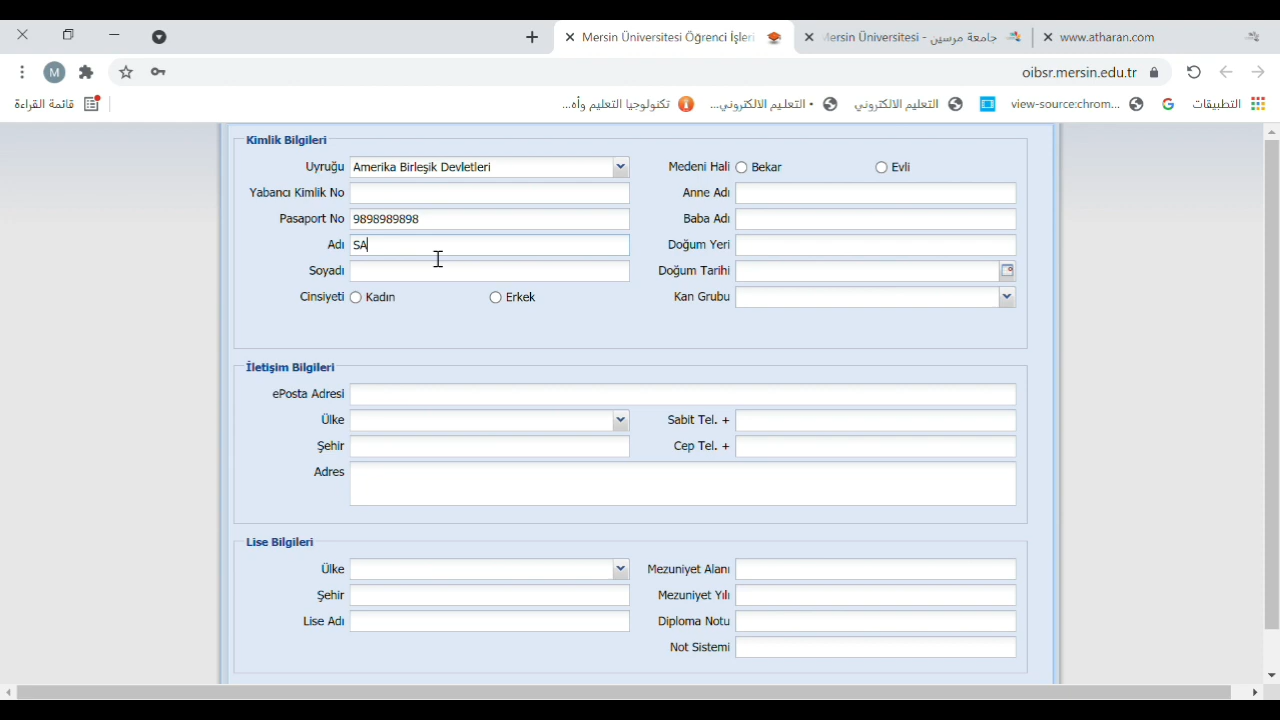 Mersin Üniversitesi Öğrenci İşleri
Mersin Üniversitesi - جامعة مرسين
www.atharan.com
M
oibsr.mersin.edu.tr
التطبيقات
G
view-source:chrom...
التعليم الالكتروني
التعليم الالكتروني...
تكنولوجيا التعليم وأه...
قائمة القراءة
Kimlik Bilgileri
Uyruğu Amerika Birleşik Devletleri
Medeni Hali Bekar Evli
Yabancı Kimlik No
Anne Adı
Pasaport No 9898989898
Baba Adı
Adı SA
Doğum Yeri
Soyadı
Doğum Tarihi
Cinsiyeti Kadın Erkek
Kan Grubu
İletişim Bilgileri
ePosta Adresi
Ülke
Sabit Tel. +
Şehir
Cep Tel. +
Adres
Lise Bilgileri
Ülke
Mezuniyet Alanı
Şehir
Mezuniyet Yılı
Lise Adı
Diploma Notu
Not Sistemi